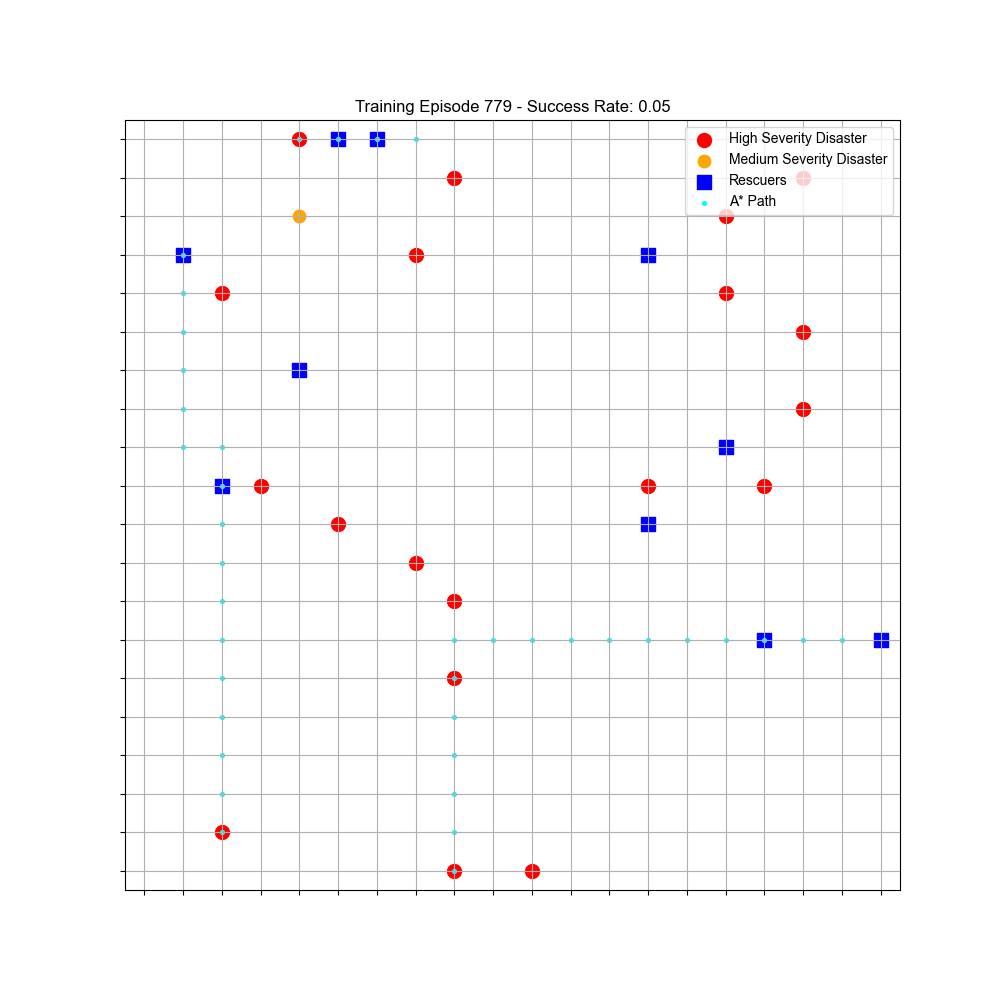 Training Episode 779 - Success Rate: 0.05
High Severity Disaster
Medium Severity Disaster
Rescuers
A* Path